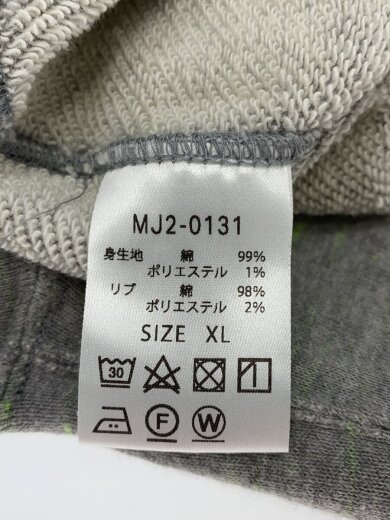 MJ2-0131
身生地 綿 99%
ポリエステル 1%
リブ 綿 98%
ポリエステル 2%
SIZE XL
30
F W